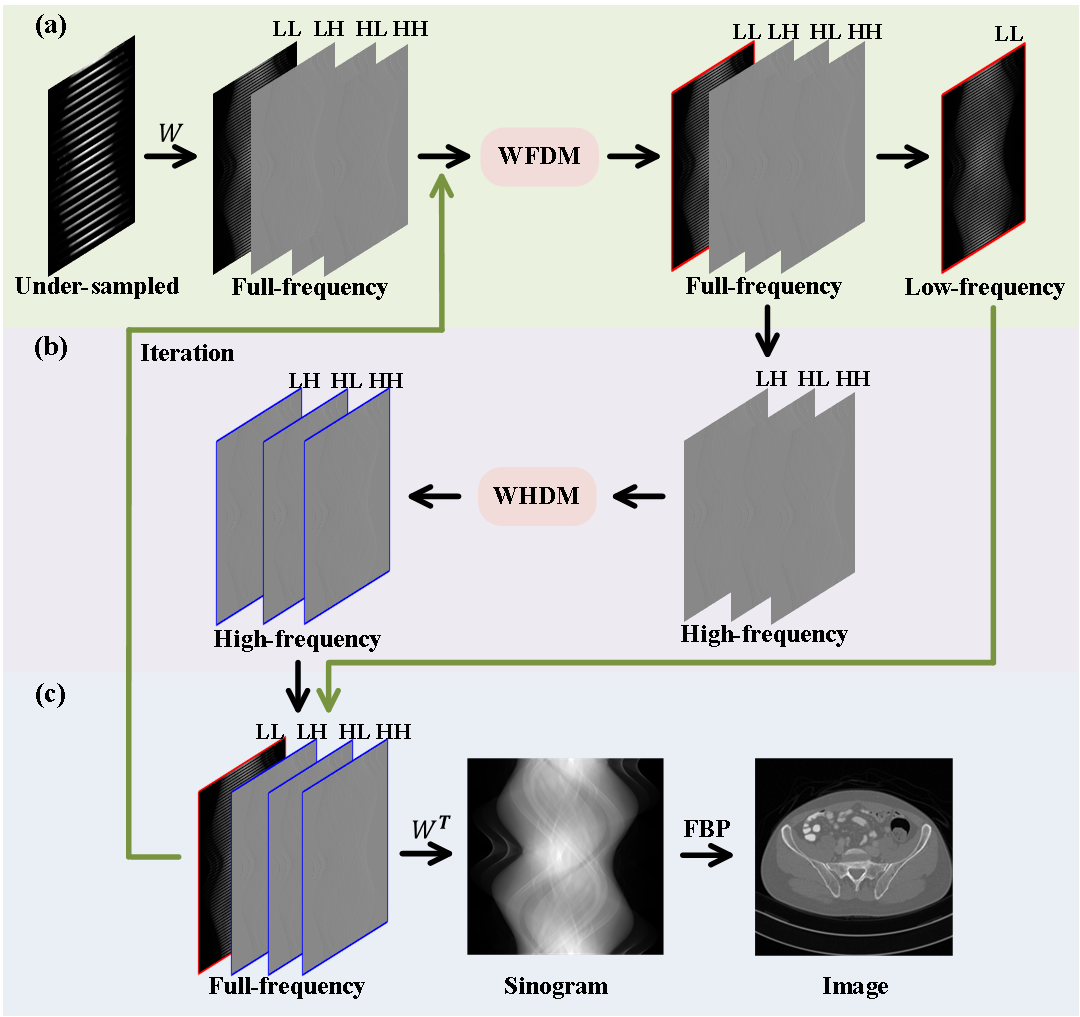 (a)
LL LH HL HH
LL LH HL HH
LL
W
WFDM
Under-sampled
Full-frequency
Full-frequency
Low-frequency
(b)
Iteration
LH HL HH
LH HL HH
WHDM
High-frequency
High-frequency
(c)
LL LH HL HH
W^T
FBP
Full-frequency
Sinogram
Image